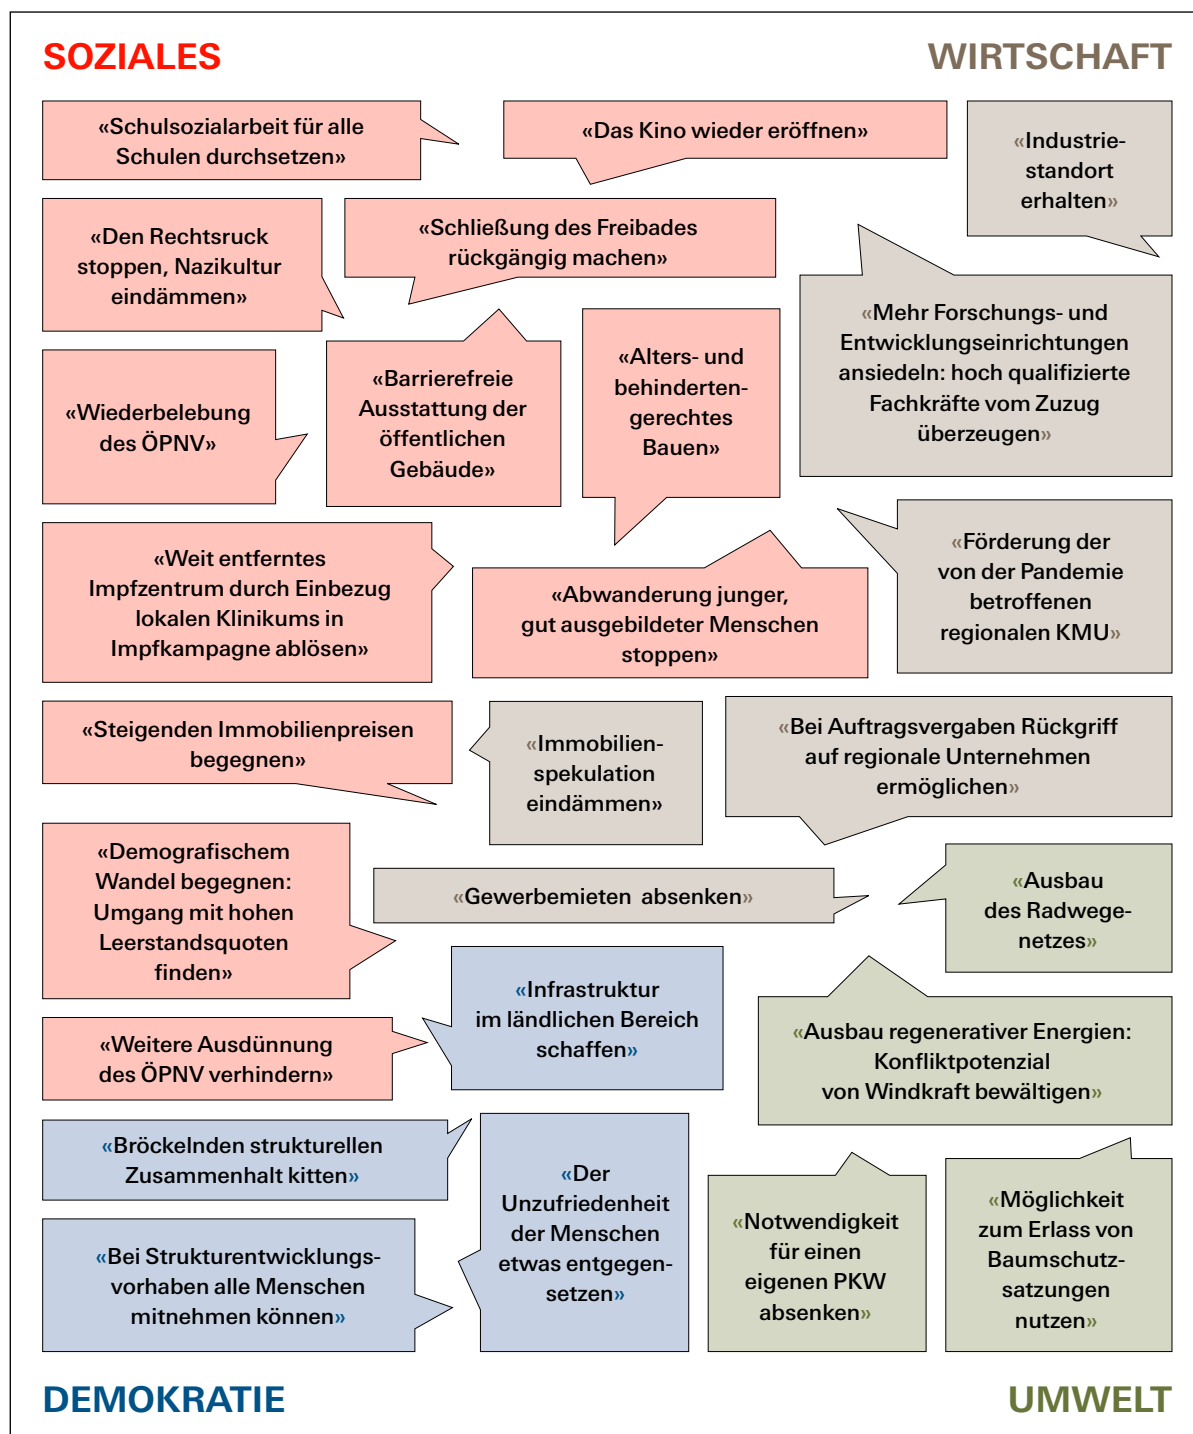 SOZIALES
WIRTSCHAFT
«Schulsozialarbeit für alle
Schulen durchsetzen»
«Das Kino wieder eröffnen»
«Industrie-
standort
erhalten»
«Den Rechtsruck
stoppen, Nazikultur
eindämmen»
«Schließung des Freibades
rückgängig machen»
«Mehr Forschungs- und
Entwicklungseinrichtungen
ansiedeln: hoch qualifizierte
Fachkräfte vom Zuzug
überzeugen»
«Wiederbelebung
des ÖPNV»
«Barrierefreie
Ausstattung der
öffentlichen
Gebäude»
«Alters- und
behinderten-
gerechtes
Bauen»
«Weit entferntes
Impfzentrum durch Einbezug
lokalen Klinikums in
Impfkampagne ablösen»
«Abwanderung junger,
gut ausgebildeter Menschen
stoppen»
«Förderung der
von der Pandemie
betroffenen
regionalen KMU»
«Steigenden Immobilienpreisen
begegnen»
«Immobilien-
spekulation
eindämmen»
«Bei Auftragsvergaben Rückgriff
auf regionale Unternehmen
ermöglichen»
«Demografischem
Wandel begegnen:
Umgang mit hohen
Leerstandsquoten
finden»
«Gewerbemieten absenken»
«Ausbau
des Radwege-
netzes»
«Infrastruktur
im ländlichen Bereich
schaffen»
«Ausbau regenerativer Energien:
Konfliktpotenzial
von Windkraft bewältigen»
«Weitere Ausdünnung
des ÖPNV verhindern»
«Bröckelnden strukturellen
Zusammenhalt kitten»
«Der
Unzufriedenheit
der Menschen
etwas entgegen-
setzen»
«Notwendigkeit
für einen
eigenen PKW
absenken»
«Möglichkeit
zum Erlass von
Baumschutz-
satzungen
nutzen»
«Bei Strukturentwicklungs-
vorhaben alle Menschen
mitnehmen können»
DEMOKRATIE
UMWELT